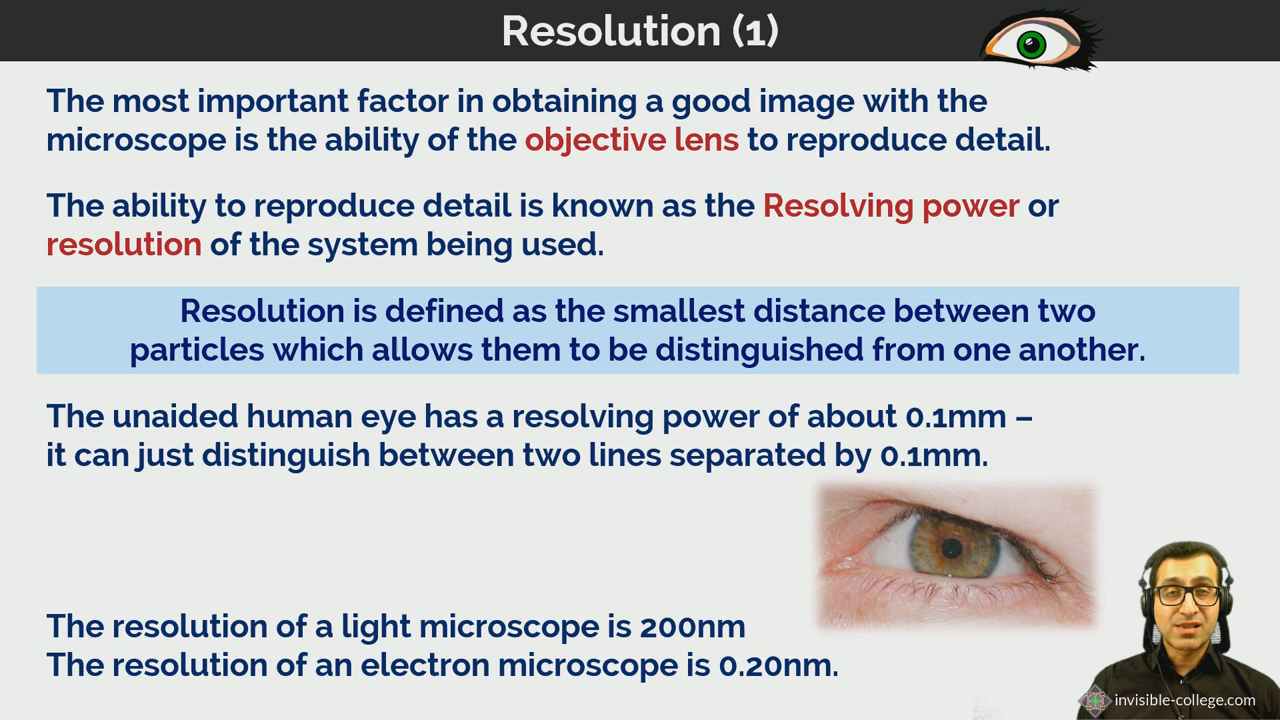 Resolution (1)
The most important factor in obtaining a good image with the
microscope is the ability of the objective lens to reproduce detail.
The ability to reproduce detail is known as the Resolving power or
resolution of the system being used.
Resolution is defined as the smallest distance between two
particles which allows them to be distinguished from one another.
The unaided human eye has a resolving power of about 0.1mm –
it can just distinguish between two lines separated by 0.1mm.
The resolution of a light microscope is 200nm
The resolution of an electron microscope is 0.20nm.
invisible-college.com